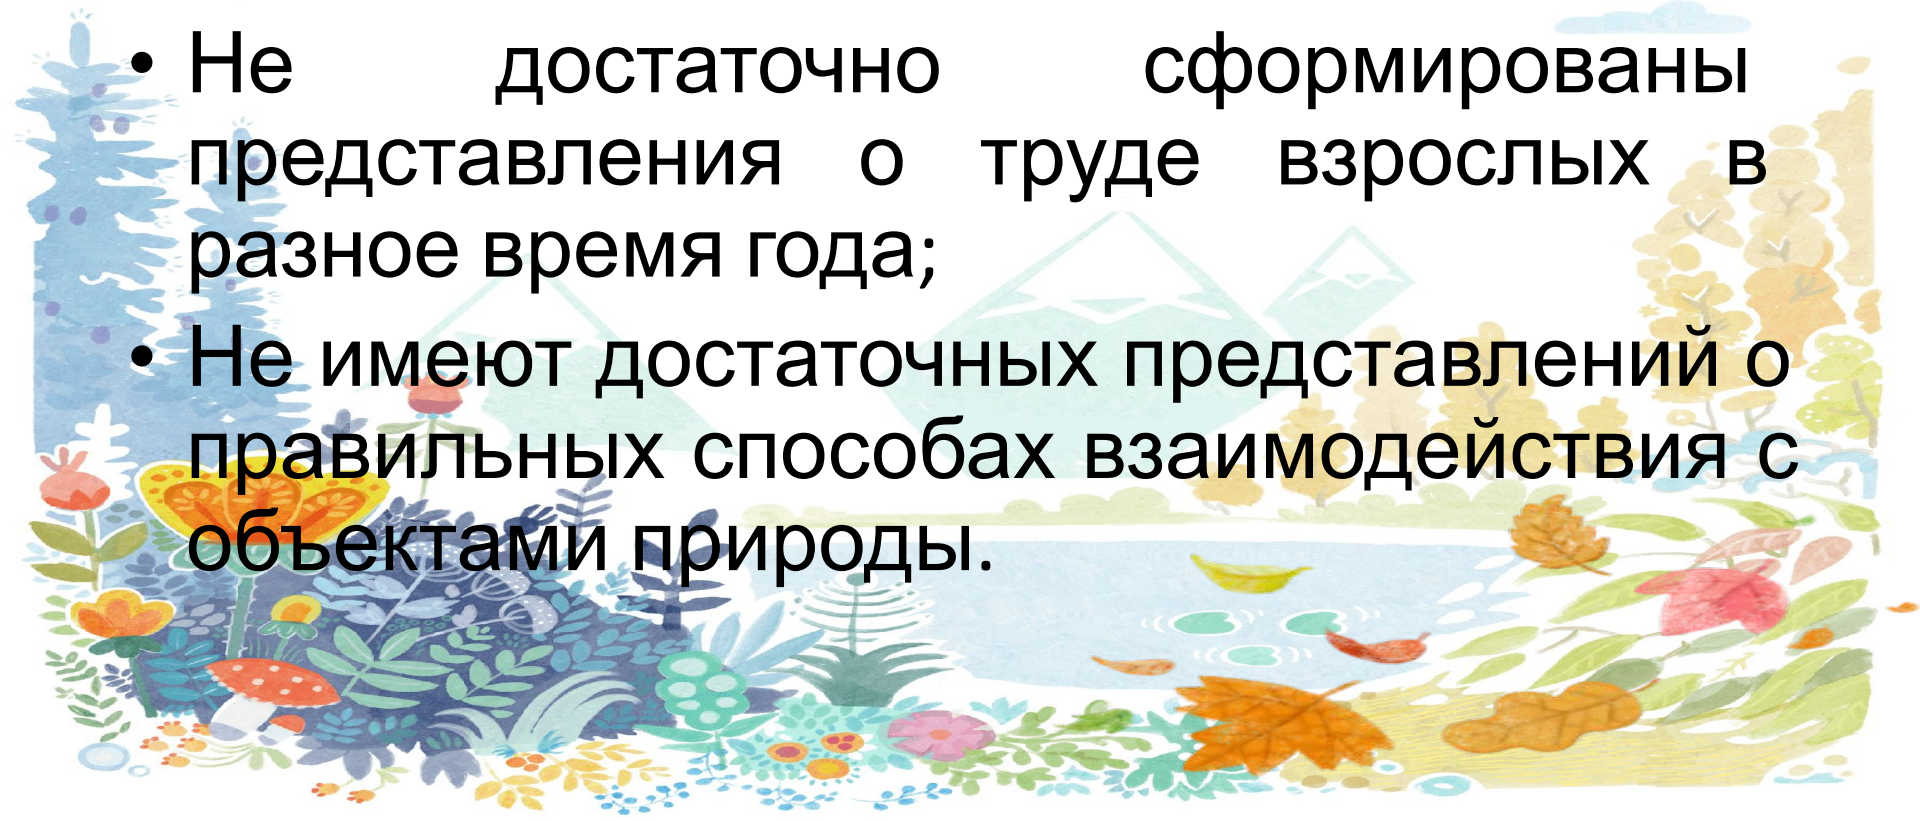 • Не достаточно сформированы
представления о труде взрослых в
разное время года;
• Не имеют достаточных представлений о
правильных способах взаимодействия с
объектами природы.